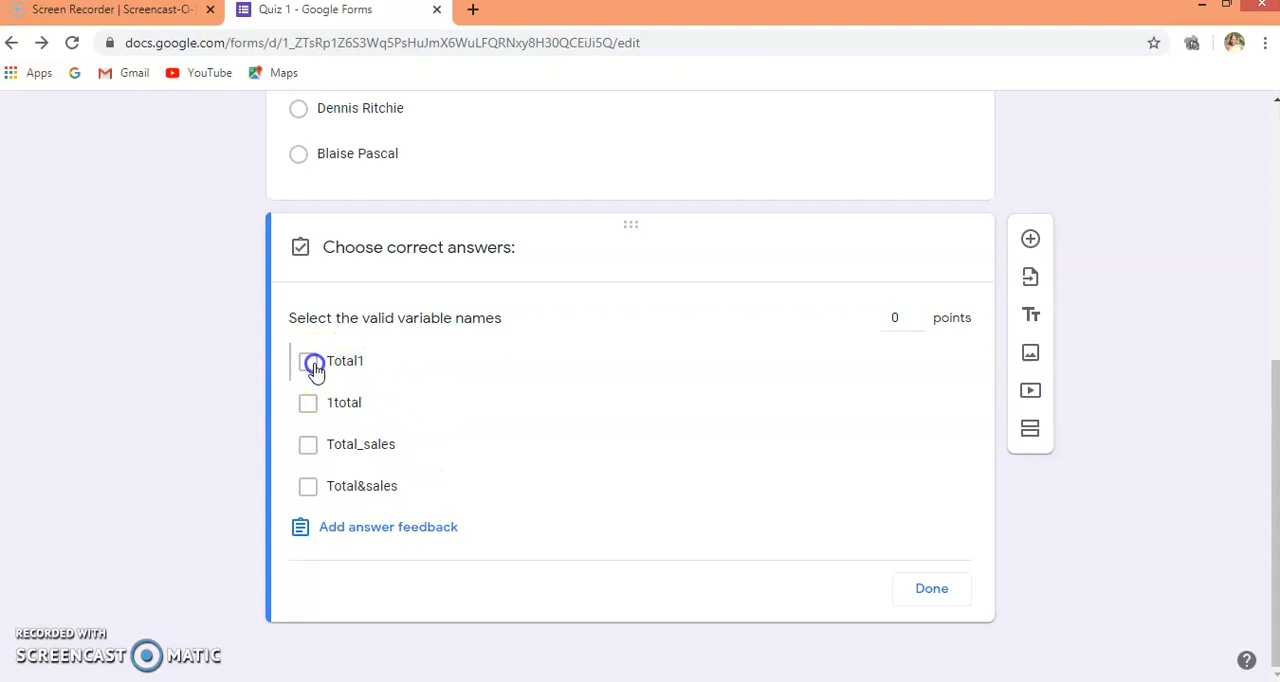 Screen Recorder | Screencast-O-
Quiz 1 - Google Forms
docs.google.com/forms/d/1_ZTsRp1Z6S3Wq5PsHuJmX6WuLFQRNxy8H30QCEiJi5Q/edit
Apps
Gmail
YouTube
Maps
Dennis Ritchie
Blaise Pascal
Choose correct answers:
Select the valid variable names
0 points
Total1
1total
Total_sales
Total&sales
Add answer feedback
Done
RECORDED WITH
SCREENCAST MATIC